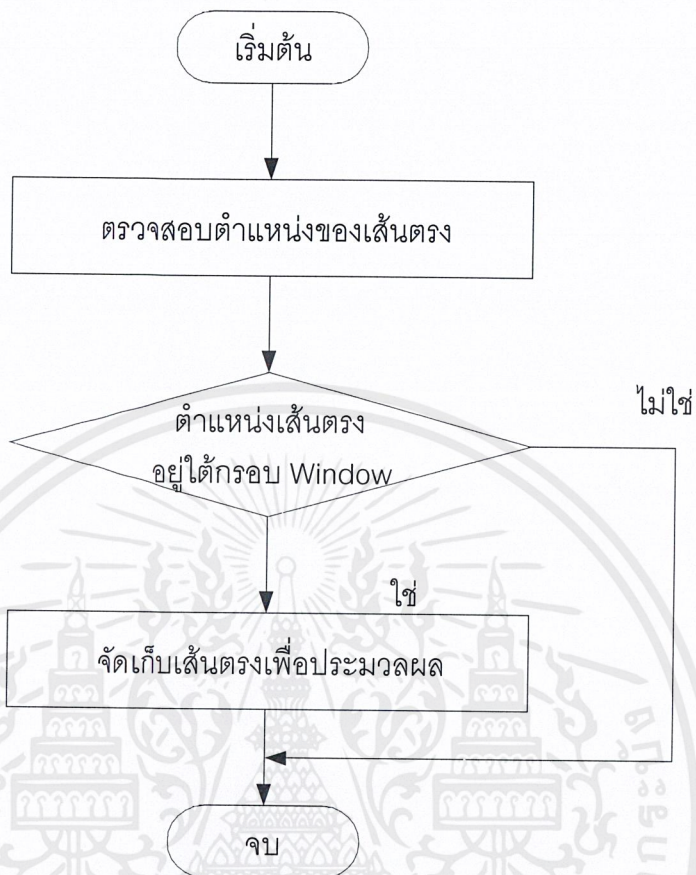 เริ่มต้น
ตรวจสอบตำแหน่งของเส้นตรง
ตำแหน่งเส้นตรง
อยู่ใต้กรอบ Window
ไม่ใช่
ใช่
จัดเก็บเส้นตรงเพื่อประมวลผล
จบ